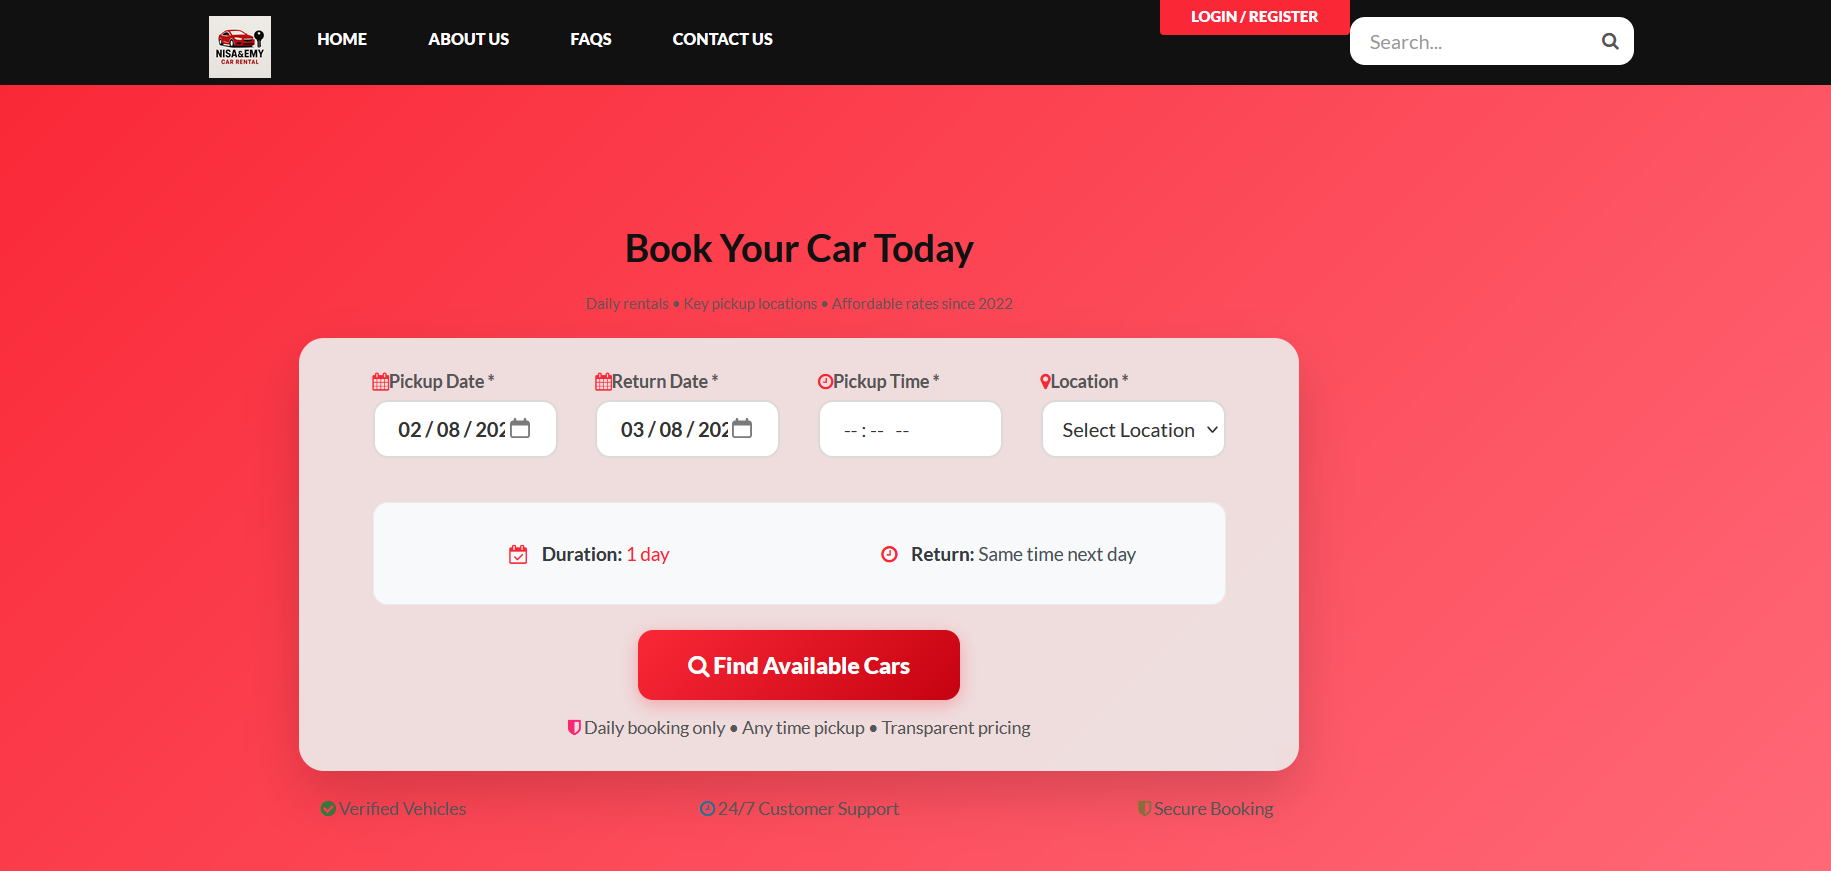 NISA&EMY
CAR RENTAL
HOME
ABOUT US
FAQS
CONTACT US
LOGIN / REGISTER
Search...
Book Your Car Today
Daily rentals • Key pickup locations • Affordable rates since 2022
Pickup Date *
Return Date *
Pickup Time *
Location *
02 / 08 / 202
03 / 08 / 202
-- : -- --
Select Location
Duration: 1 day
Return: Same time next day
Find Available Cars
Daily booking only • Any time pickup • Transparent pricing
Verified Vehicles
24/7 Customer Support
Secure Booking